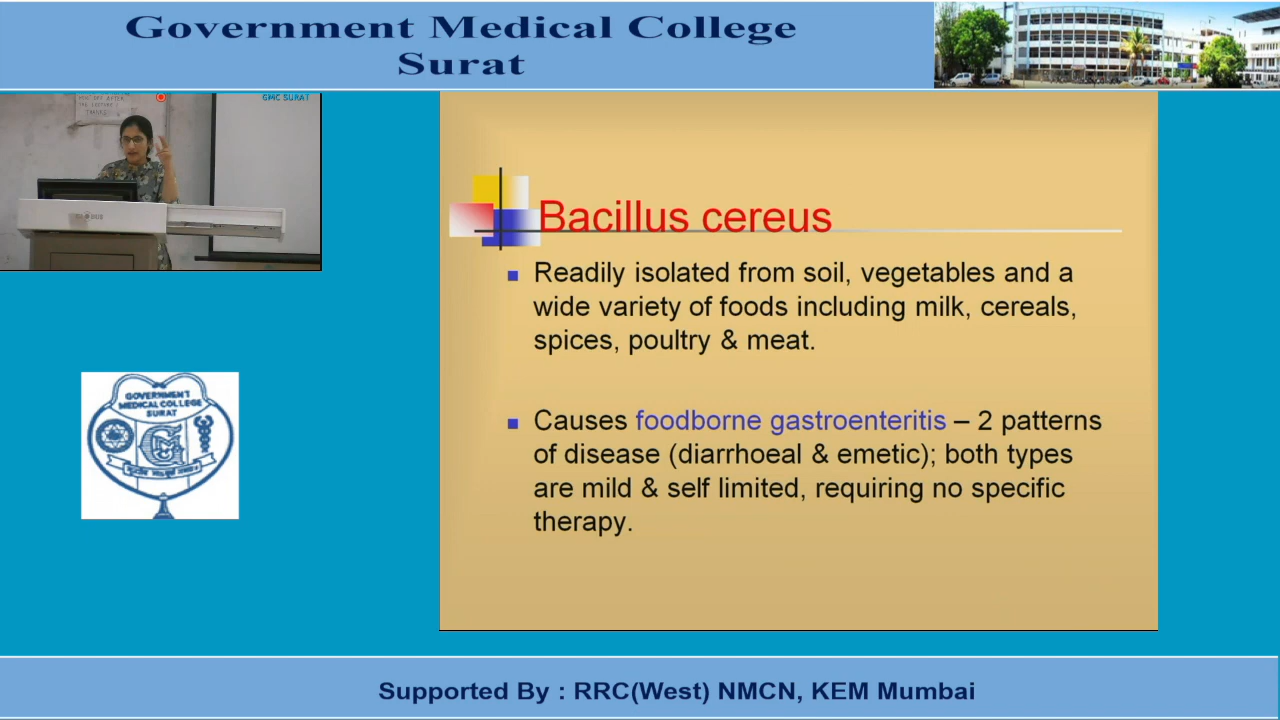 Government Medical College
Surat
GMC SURAT
Bacillus cereus
Readily isolated from soil, vegetables and a
wide variety of foods including milk, cereals,
spices, poultry & meat.
Causes foodborne gastroenteritis – 2 patterns
of disease (diarrhoeal & emetic); both types
are mild & self limited, requiring no specific
therapy.
GOVERNMENT
MEDICAL COLLEGE
SURAT
Supported By : RRC(West) NMCN, KEM Mumbai